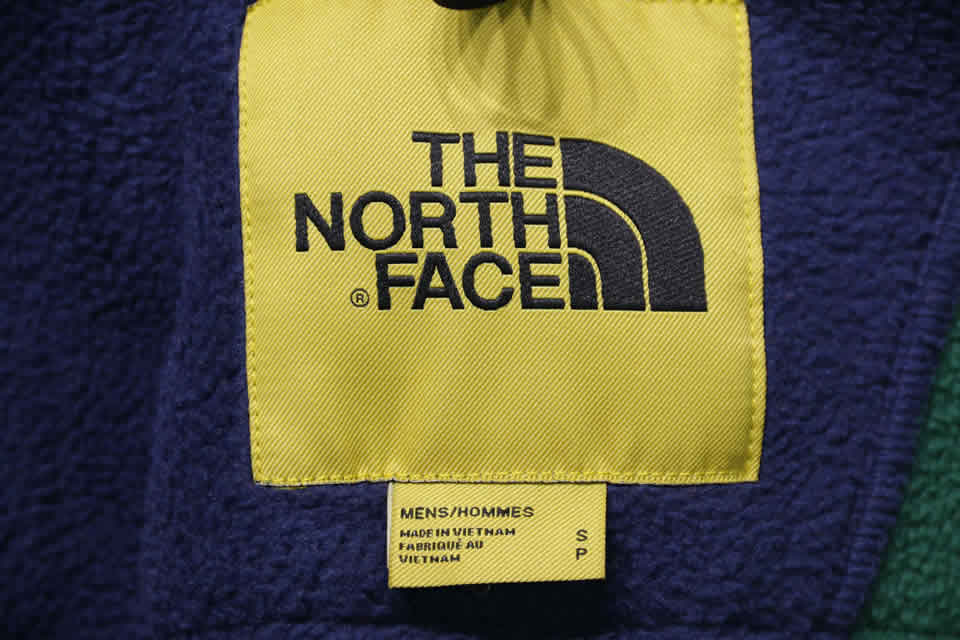 THE
NORTH
® FACE
MENS/HOMMES
MADE IN VIETNAM
FABRIQUÉ AU
VIETNAM
S
P